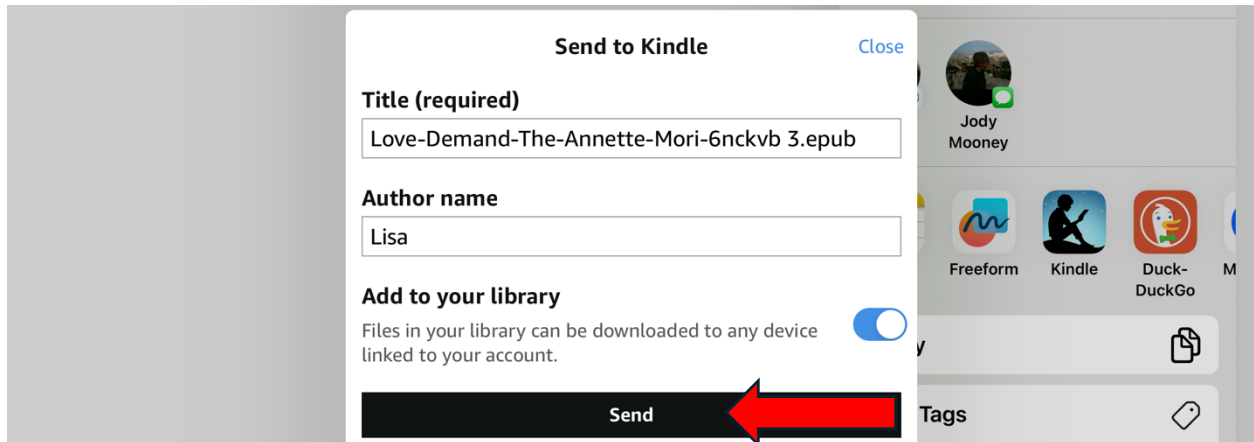 Send to Kindle
Close
Title (required)
Love-Demand-The-Annette-Mori-6nckvb 3.epub
Author name
Lisa
Add to your library
Files in your library can be downloaded to any device
linked to your account.
Send
Jody
Mooney
Freeform
Kindle
Duck-
DuckGo
M
y
Tags